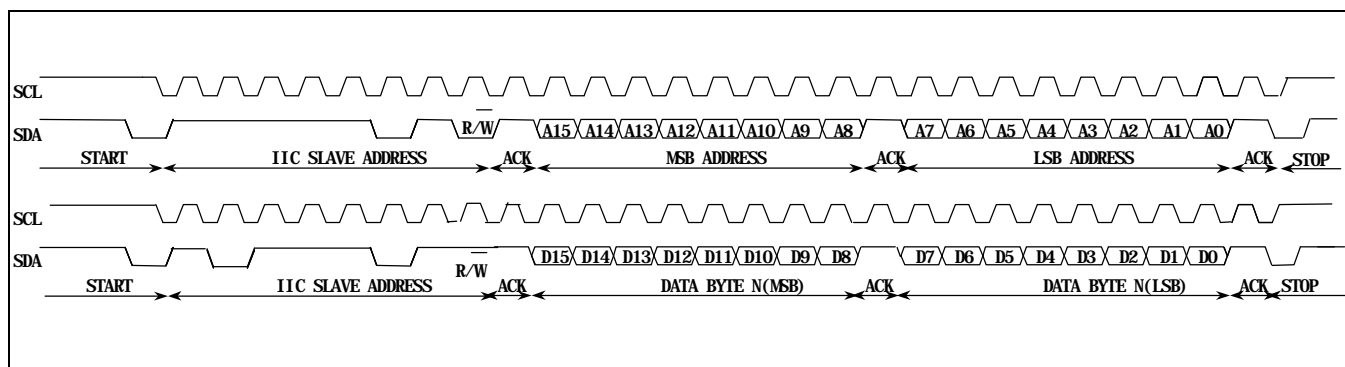 SCL
SDA R/W A15 A14 A13 A12 A11 A10 A9 A8 A7 A6 A5 A4 A3 A2 A1 A0
START IIC SLAVE ADDRESS ACK MSB ADDRESS ACK LSB ADDRESS ACK STOP
SCL
SDA R/W D15 D14 D13 D12 D11 D10 D9 D8 D7 D6 D5 D4 D3 D2 D1 D0
START IIC SLAVE ADDRESS ACK DATA BYTE N(MSB) ACK DATA BYTE N(LSB) ACK STOP